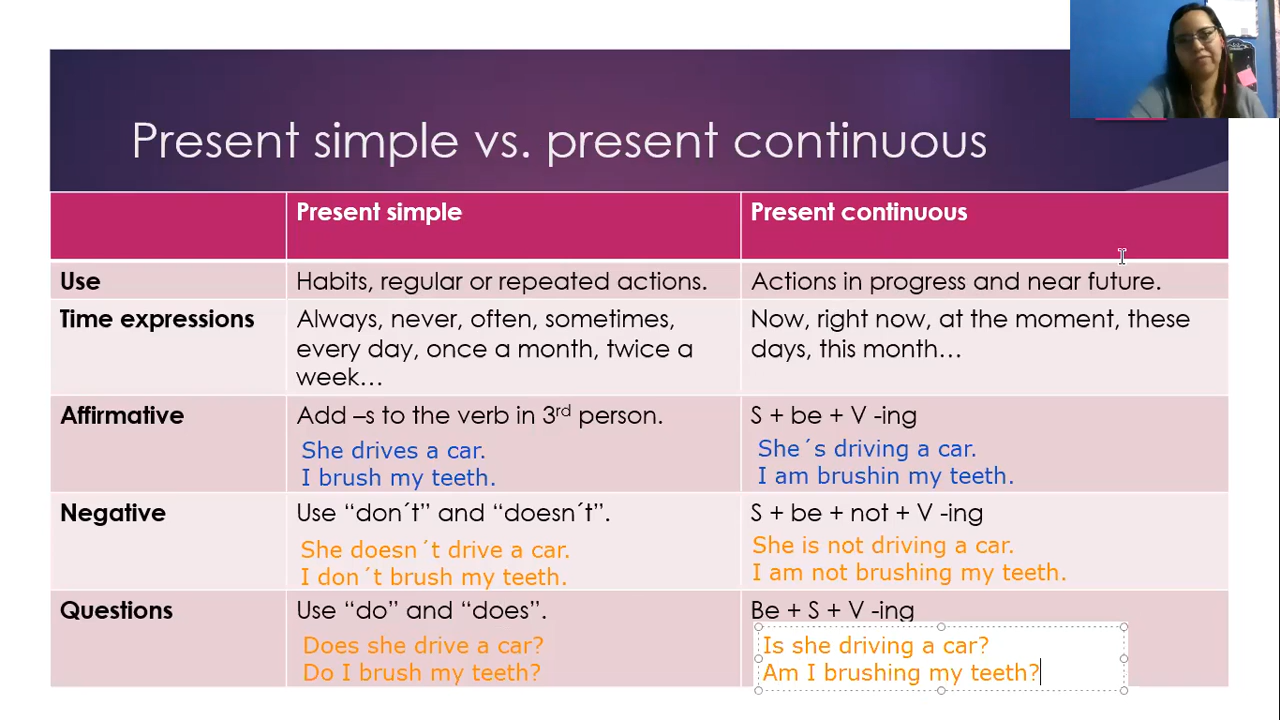 Present simple vs. present continuous
Present simple
Present continuous
Use
Habits, regular or repeated actions.
Actions in progress and near future.
Time expressions
Always, never, often, sometimes,
every day, once a month, twice a
week…
Now, right now, at the moment, these
days, this month…
Affirmative
Add –s to the verb in 3rd person.
She drives a car.
I brush my teeth.
S + be + V -ing
She´s driving a car.
I am brushin my teeth.
Negative
Use “don´t” and “doesn´t”.
She doesn´t drive a car.
I don´t brush my teeth.
S + be + not + V -ing
She is not driving a car.
I am not brushing my teeth.
Questions
Use “do” and “does”.
Does she drive a car?
Do I brush my teeth?
Be + S + V -ing
Is she driving a car?
Am I brushing my teeth?